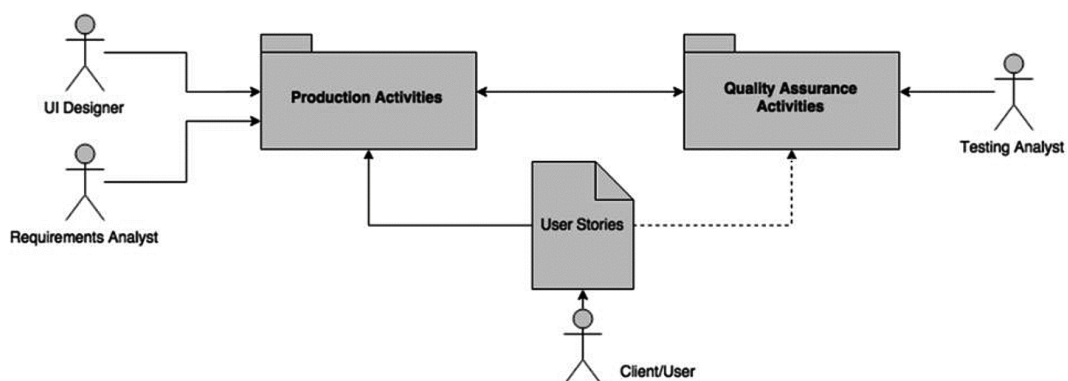 UI Designer
Production Activities
Quality Assurance
Activities
Testing Analyst
Requirements Analyst
User Stories
Client/User